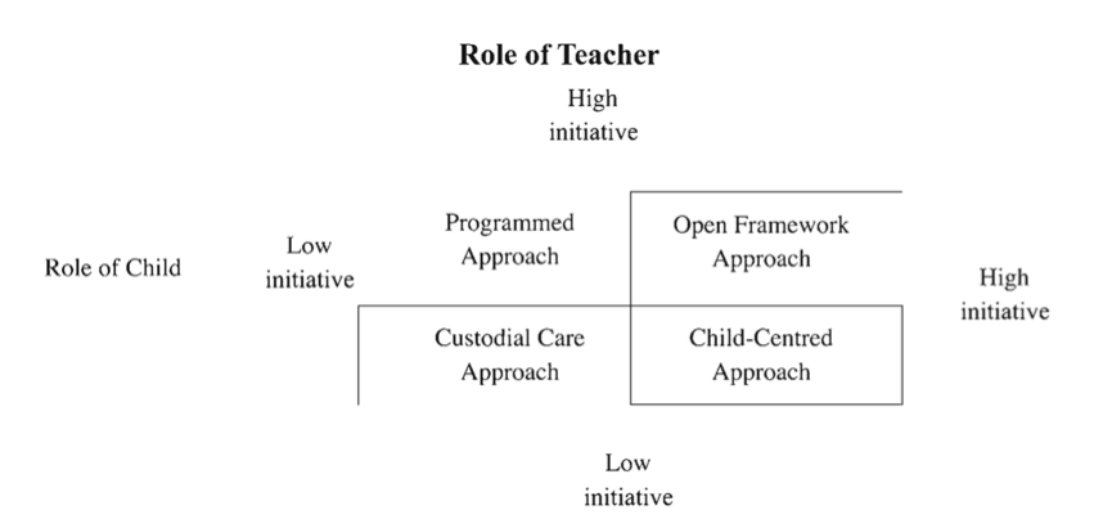 Role of Teacher
High
initiative
Programmed
Approach
Open Framework
Approach
Role of Child
Low
initiative
High
initiative
Custodial Care
Approach
Child-Centred
Approach
Low
initiative